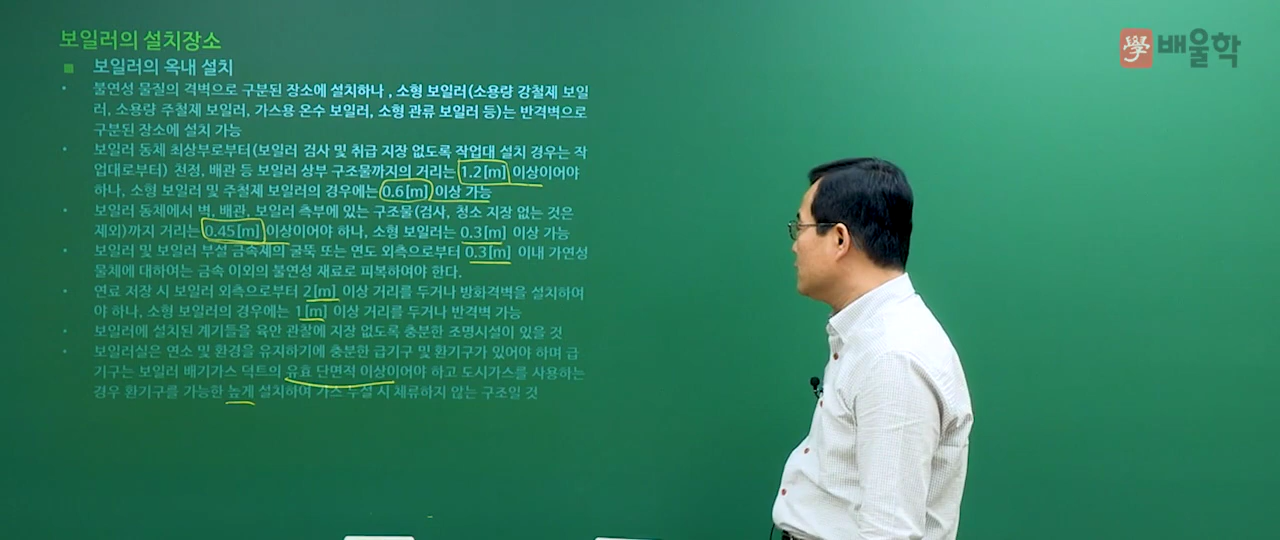 보일러의 설치장소
學 배울학
■ 보일러의 옥내 설치
• 불연성 물질의 격벽으로 구분된 장소에 설치하나 , 소형 보일러(소용량 강철제 보일
러, 소용량 주철제 보일러, 가스용 온수 보일러, 소형 관류 보일러 등)는 반격벽으로
구분된 장소에 설치 가능
• 보일러 동체 최상부로부터(보일러 검사 및 취급 지장 없도록 작업대 설치 경우는 작
업대로부터) 천정, 배관 등 보일러 상부 구조물까지의 거리는 1.2[m] 이상이어야
하나, 소형 보일러 및 주철제 보일러의 경우에는 0.6[m] 이상 가능
• 보일러 동체에서 벽, 배관, 보일러 측부에 있는 구조물(검사, 청소 지장 없는 것은
제외)까지 거리는 0.45[m] 이상이어야 하나, 소형 보일러는 0.3[m] 이상 가능
• 보일러 및 보일러 부설 금속제의 굴뚝 또는 연도 외측으로부터 0.3[m] 이내 가연성
물체에 대하여는 금속 이외의 불연성 재료로 피복하여야 한다.
• 연료 저장 시 보일러 외측으로부터 2[m] 이상 거리를 두거나 방화격벽을 설치하여
야 하나, 소형 보일러의 경우에는 1[m] 이상 거리를 두거나 반격벽 가능
• 보일러에 설치된 계기들을 육안 관찰에 지장 없도록 충분한 조명시설이 있을 것
• 보일러실은 연소 및 환경을 유지하기에 충분한 급기구 및 환기구가 있어야 하며 급
기구는 보일러 배기가스 덕트의 유효 단면적 이상이어야 하고 도시가스를 사용하는
경우 환기구를 가능한 높게 설치하여 가스 누설 시 체류하지 않는 구조일 것